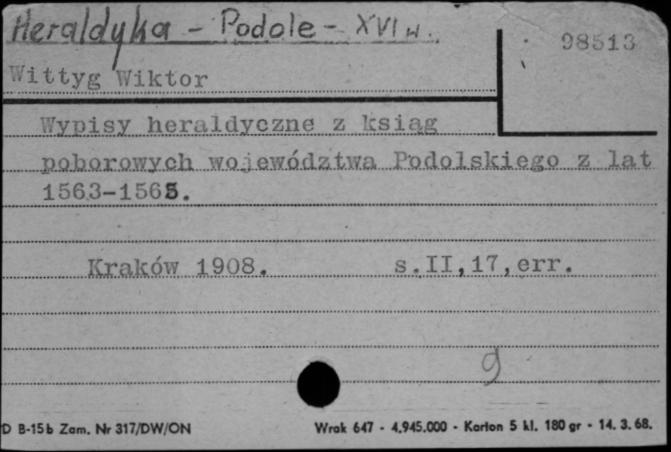 Heraldyka - Podole - XVI w.
98513
Wittyg Wiktor
Wypisy heraldyczne z ksiąg
poborowych województwa Podolskiego z lat
1563-1565.
Kraków 1908. s.II,17,err.
9
D B-15b Zam. Nr 317/DW/ON Wrak 647 - 4.945.000 - Karton 5 kl. 180 gr - 14. 3. 68.